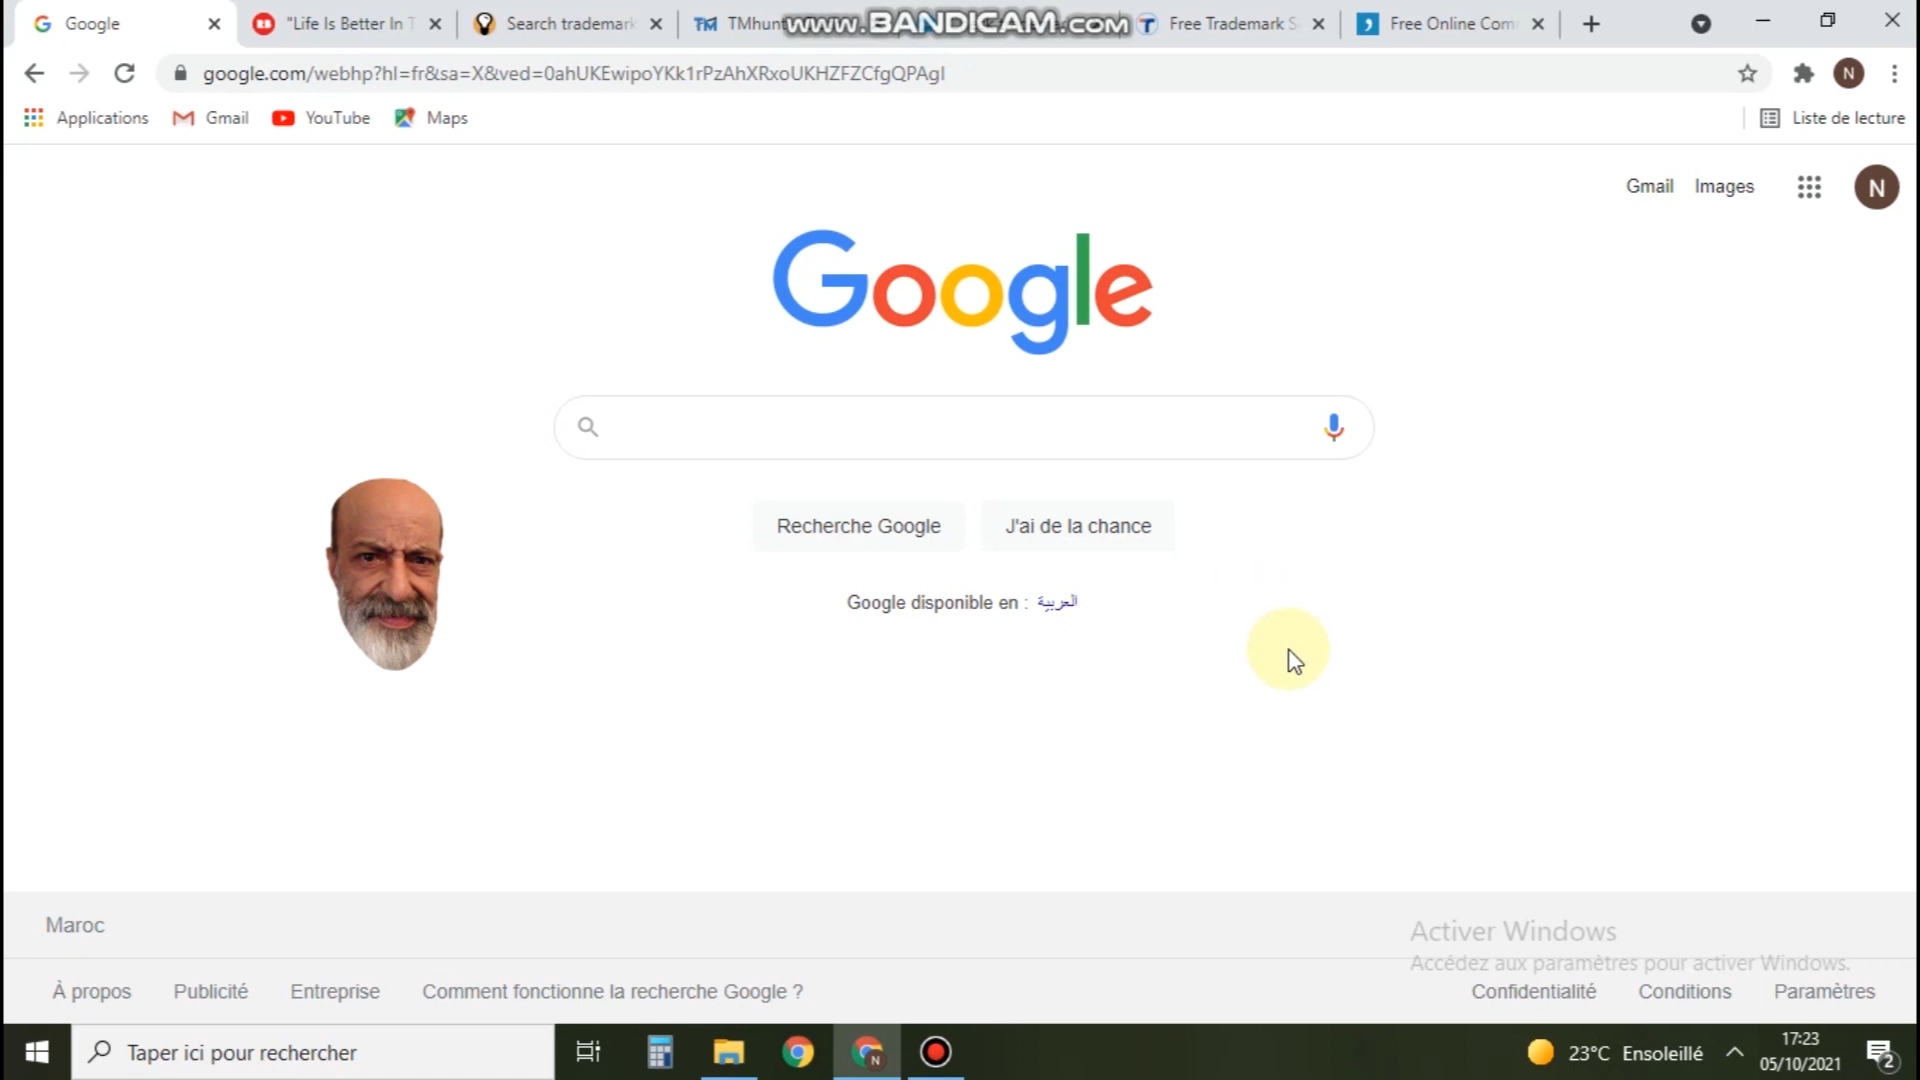 Google
"Life Is Better In T
Search trademark
TMhunt
www.BANDICAM.com
Free Trademark S
Free Online Com
google.com/webhp?hl=fr&sa=X&ved=0ahUKEwipoYKk1rPzAhXRxoUKHZFZCfgQPAgI
N
Applications
Gmail
YouTube
Maps
Liste de lecture
Gmail
Images
N
Google
Recherche Google
J'ai de la chance
Google disponible en : العربية
Maroc
Activer Windows
Accédez aux paramètres pour activer Windows.
À propos
Publicité
Entreprise
Comment fonctionne la recherche Google ?
Confidentialité
Conditions
Paramètres
Taper ici pour rechercher
N
23°C Ensoleillé
17:23
05/10/2021
2